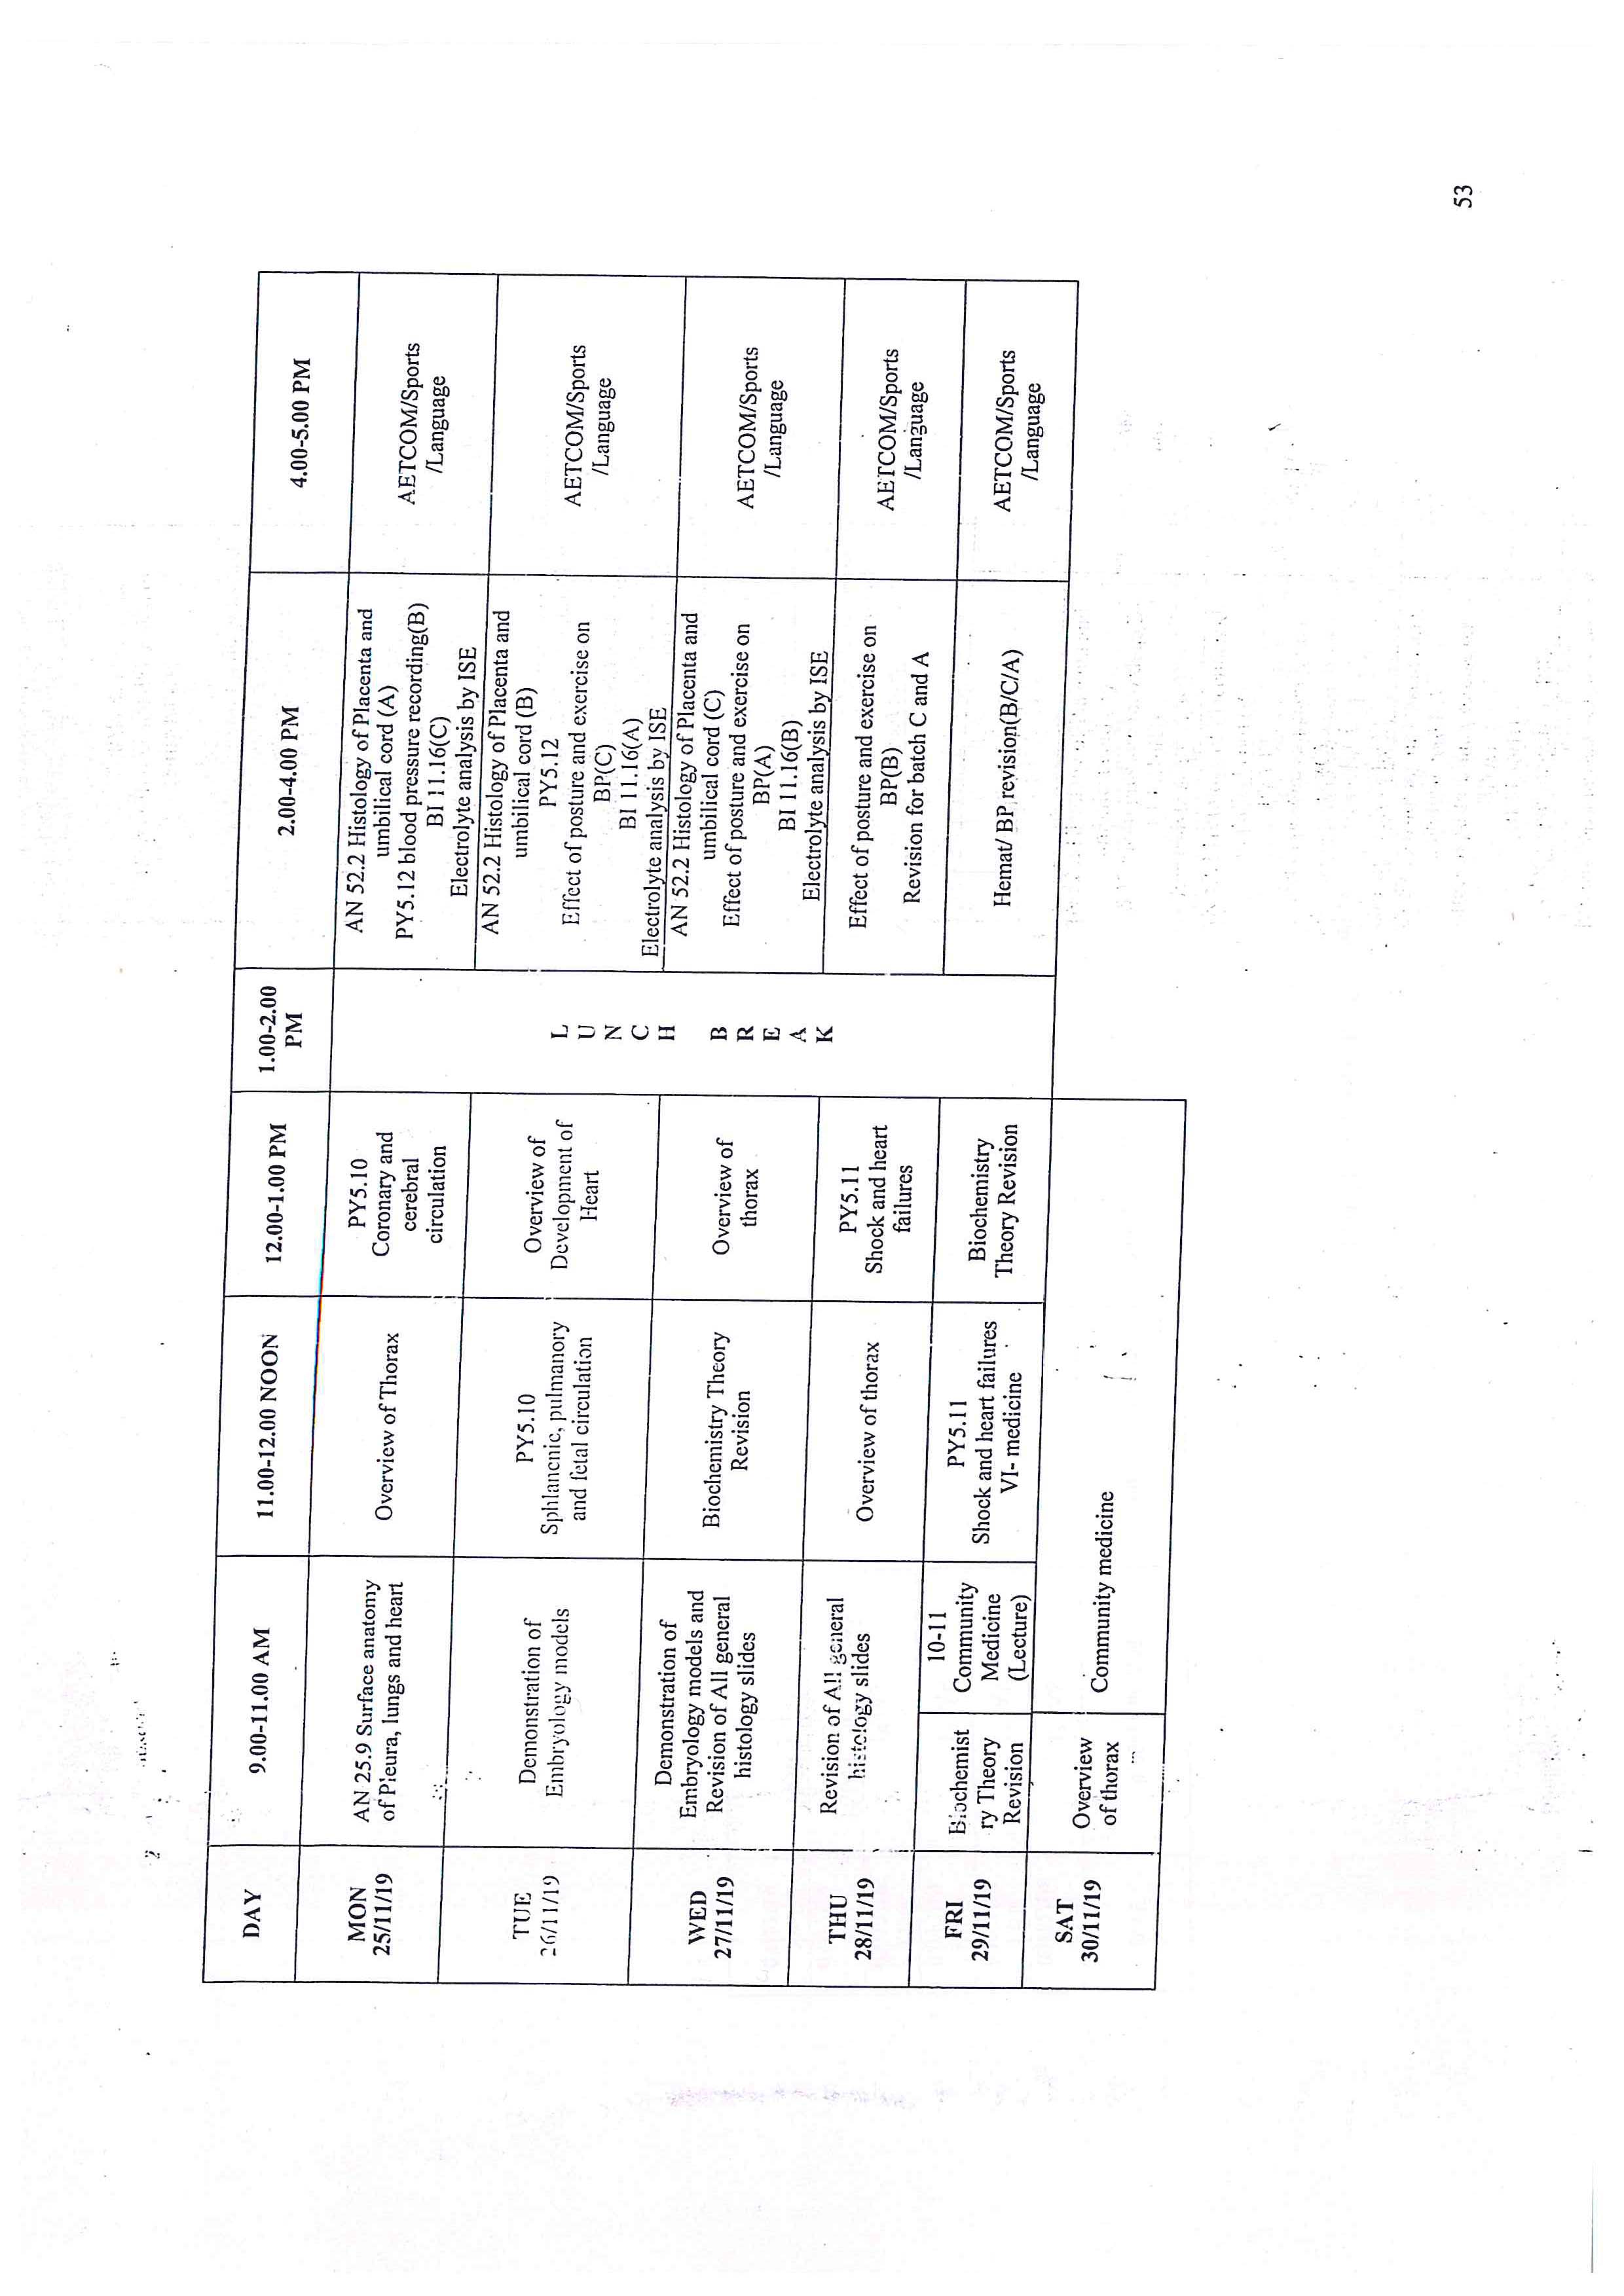 DAY
9.00-11.00 AM
11.00-12.00 NOON
12.00-1.00 PM
1.00-2.00
PM
2.00-4.00 PM
4.00-5.00 PM
MON
25/11/19
AN 25.9 Surface anatomy
of Pleura, lungs and heart
Overview of Thorax
PY5.10
Coronary and
cerebral
circulation
L
U
N
C
H
B
R
E
A
K
AN 52.2 Histology of Placenta and
umbilical cord (A)
PY5.12 blood pressure recording(B)
BI 11.16(C)
Electrolyte analysis by ISE
AETCOM/Sports
/Language
TUE
26/11/19
Demonstration of
Embryology models
PY5.10
Sphlancnic, pulmanory
and fetal circulation
Overview of
Development of
Heart
AN 52.2 Histology of Placenta and
umbilical cord (B)
PY5.12
Effect of posture and exercise on
BP(C)
BI 11.16(A)
Electrolyte analysis by ISE
AETCOM/Sports
/Language
WED
27/11/19
Demonstration of
Embryology models and
Revision of All general
histology slides
Biochemistry Theory
Revision
Overview of
thorax
AN 52.2 Histology of Placenta and
umbilical cord (C)
Effect of posture and exercise on
BP(A)
BI 11.16(B)
Electrolyte analysis by ISE
AETCOM/Sports
/Language
THU
28/11/19
Revision of All general
histology slides
Overview of thorax
PY5.11
Shock and heart
failures
Effect of posture and exercise on
BP(B)
Revision for batch C and A
AETCOM/Sports
/Language
FRI
29/11/19
Biochemist
ry Theory
Revision
10-11
Community
Medicine
(Lecture)
PY5.11
Shock and heart failures
VI- medicine
Biochemistry
Theory Revision
Hemat/ BP revision(B/C/A)
AETCOM/Sports
/Language
SAT
30/11/19
Overview
of thorax
Community medicine
53